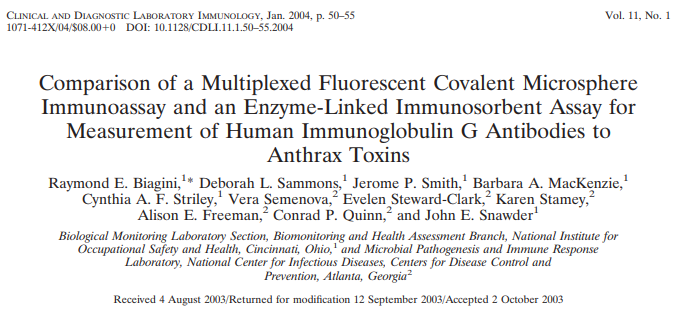 CLINICAL AND DIAGNOSTIC LABORATORY IMMUNOLOGY, Jan. 2004, p. 50–55 Vol. 11, No. 1
1071-412X/04/$08.00+0 DOI: 10.1128/CDLI.11.1.50–55.2004
Comparison of a Multiplexed Fluorescent Covalent Microsphere
Immunoassay and an Enzyme-Linked Immunosorbent Assay for
Measurement of Human Immunoglobulin G Antibodies to
Anthrax Toxins
Raymond E. Biagini,1* Deborah L. Sammons,1 Jerome P. Smith,1 Barbara A. MacKenzie,1
Cynthia A. F. Striley,1 Vera Semenova,2 Evelen Steward-Clark,2 Karen Stamey,2
Alison E. Freeman,2 Conrad P. Quinn,2 and John E. Snawder1
Biological Monitoring Laboratory Section, Biomonitoring and Health Assessment Branch, National Institute for
Occupational Safety and Health, Cincinnati, Ohio,1 and Microbial Pathogenesis and Immune Response
Laboratory, National Center for Infectious Diseases, Centers for Disease Control and
Prevention, Atlanta, Georgia2
Received 4 August 2003/Returned for modification 12 September 2003/Accepted 2 October 2003